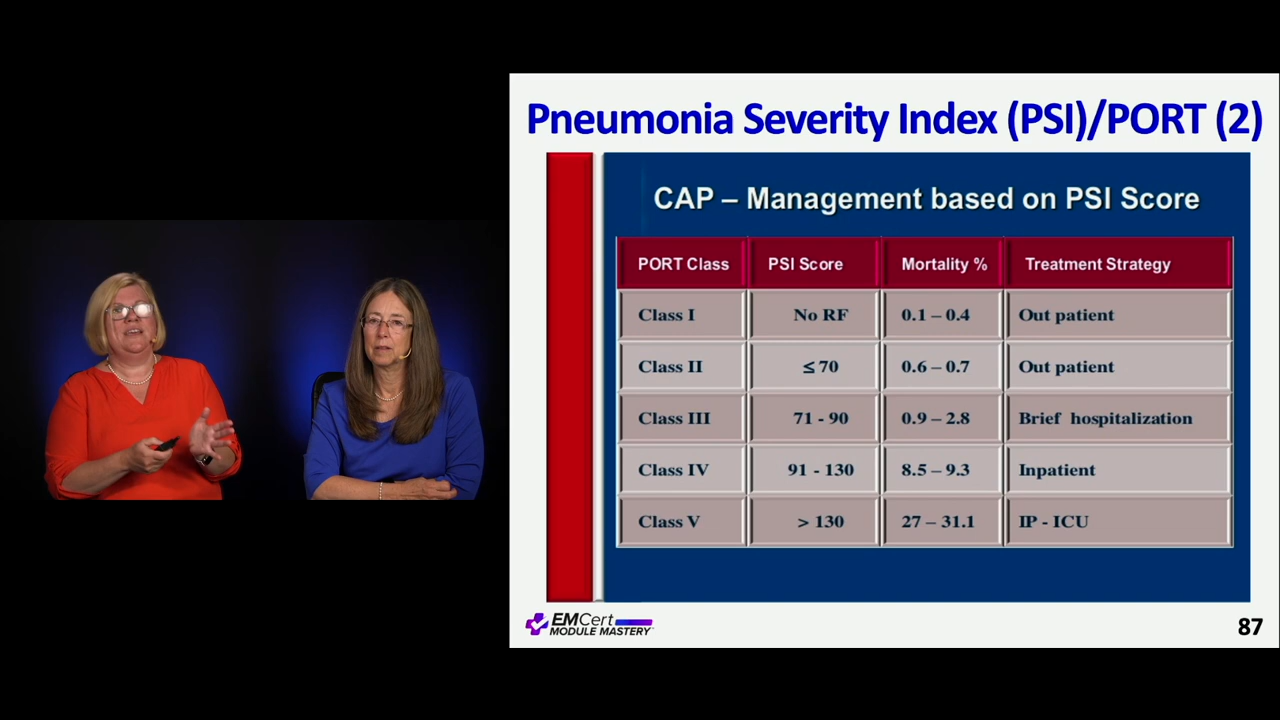 Pneumonia Severity Index (PSI)/PORT (2)
CAP – Management based on PSI Score
PORT Class PSI Score Mortality % Treatment Strategy
Class I No RF 0.1 – 0.4 Out patient
Class II ≤ 70 0.6 – 0.7 Out patient
Class III 71 - 90 0.9 – 2.8 Brief hospitalization
Class IV 91 - 130 8.5 – 9.3 Inpatient
Class V > 130 27 – 31.1 IP - ICU
EMCert
MODULE MASTERY
87